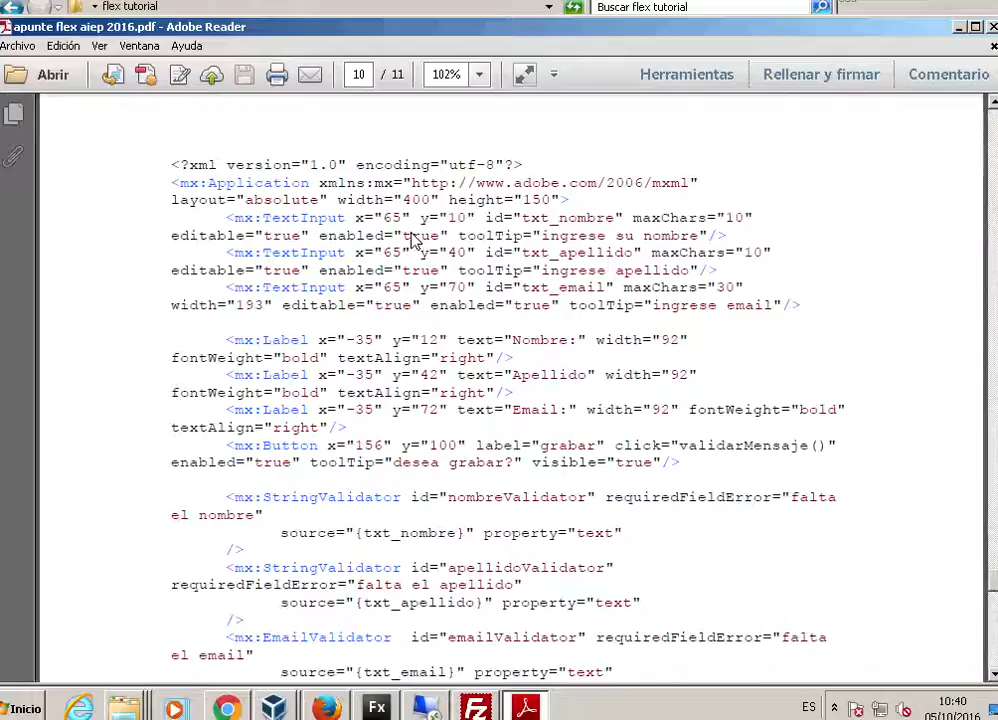 flex tutorial
Buscar flex tutorial
apunte flex aiep 2016.pdf - Adobe Reader
Archivo Edición Ver Ventana Ayuda
Abrir 10 / 11 102% Herramientas Rellenar y firmar Comentario
<?xml version="1.0" encoding="utf-8"?>
<mx:Application xmlns:mx="http://www.adobe.com/2006/mxml"
layout="absolute" width="400" height="150">
<mx:TextInput x="65" y="10" id="txt_nombre" maxChars="10"
editable="true" enabled="true" toolTip="ingrese su nombre"/>
<mx:TextInput x="65" y="40" id="txt_apellido" maxChars="10"
editable="true" enabled="true" toolTip="ingrese apellido"/>
<mx:TextInput x="65" y="70" id="txt_email" maxChars="30"
width="193" editable="true" enabled="true" toolTip="ingrese email"/>
<mx:Label x="-35" y="12" text="Nombre:" width="92"
fontWeight="bold" textAlign="right"/>
<mx:Label x="-35" y="42" text="Apellido" width="92"
fontWeight="bold" textAlign="right"/>
<mx:Label x="-35" y="72" text="Email:" width="92" fontWeight="bold"
textAlign="right"/>
<mx:Button x="156" y="100" label="grabar" click="validarMensaje()"
enabled="true" toolTip="desea grabar?" visible="true"/>
<mx:StringValidator id="nombreValidator" requiredFieldError="falta
el nombre"
source="{txt_nombre}" property="text"
/>
<mx:StringValidator id="apellidoValidator"
requiredFieldError="falta el apellido"
source="{txt_apellido}" property="text"
/>
<mx:EmailValidator id="emailValidator" requiredFieldError="falta
el email"
source="{txt_email}" property="text"
Inicio Fx Fz ES 10:40
05/10/2016